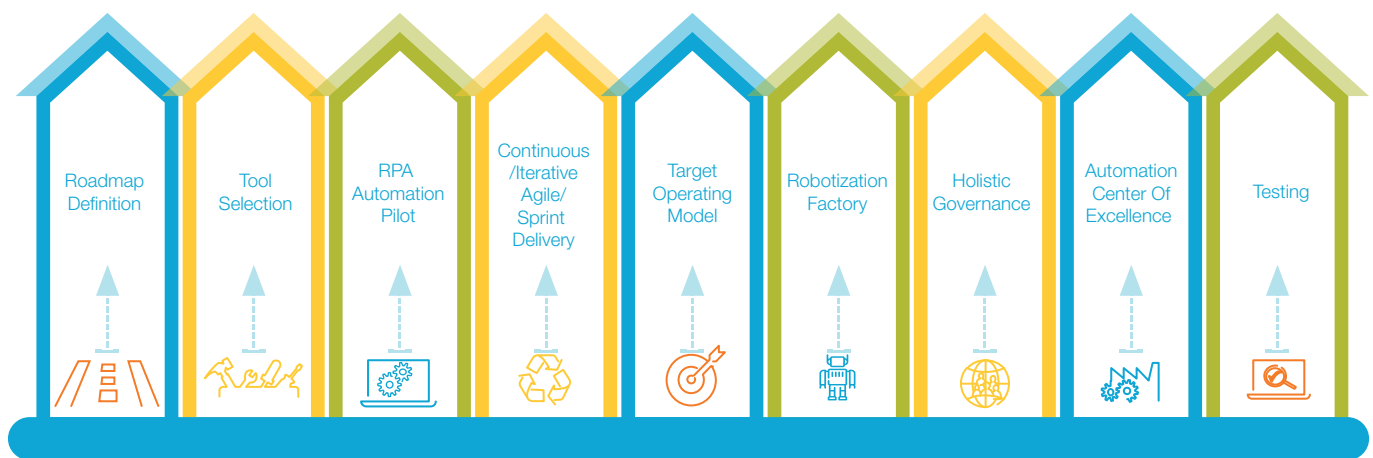 Roadmap
Definition
Tool
Selection
RPA
Automation
Pilot
Continuous
/Iterative
Agile/
Sprint
Delivery
Target
Operating
Model
Robotization
Factory
Holistic
Governance
Automation
Center Of
Excellence
Testing